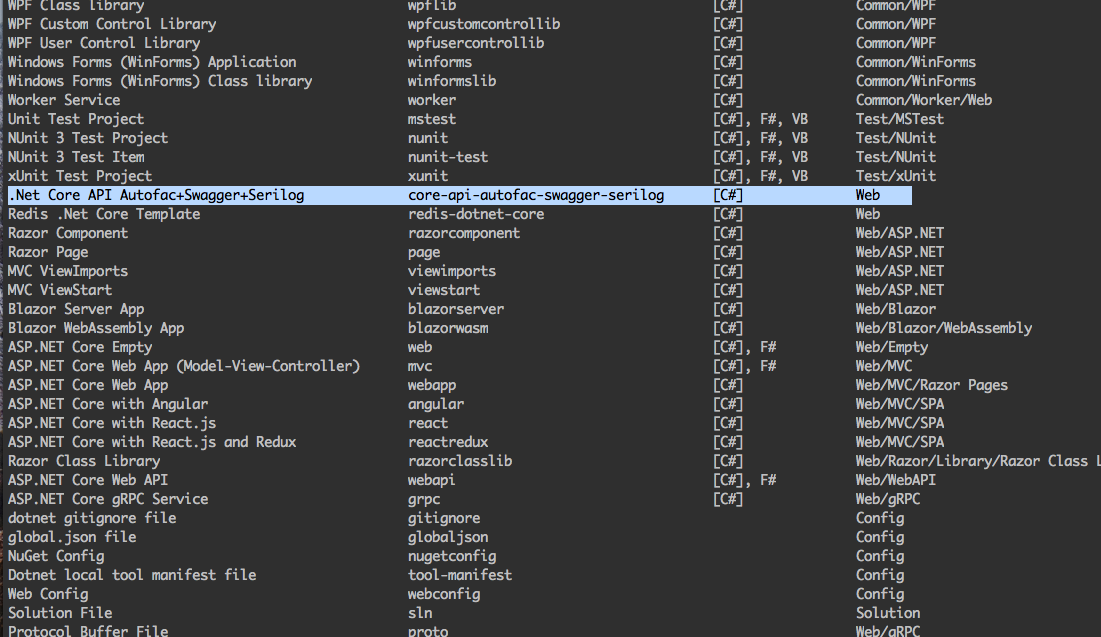 WPF Class library wpflib [C#] Common/WPF
WPF Custom Control Library wpfcustomcontrollib [C#] Common/WPF
WPF User Control Library wpfusercontrollib [C#] Common/WPF
Windows Forms (WinForms) Application winforms [C#] Common/WinForms
Windows Forms (WinForms) Class library winformslib [C#] Common/WinForms
Worker Service worker [C#] Common/Worker/Web
Unit Test Project mstest [C#], F#, VB Test/MSTest
NUnit 3 Test Project nunit [C#], F#, VB Test/NUnit
NUnit 3 Test Item nunit-test [C#], F#, VB Test/NUnit
xUnit Test Project xunit [C#], F#, VB Test/xUnit
.Net Core API Autofac+Swagger+Serilog core-api-autofac-swagger-serilog [C#] Web
Redis .Net Core Template redis-dotnet-core [C#] Web
Razor Component razorcomponent [C#] Web/ASP.NET
Razor Page page [C#] Web/ASP.NET
MVC ViewImports viewimports [C#] Web/ASP.NET
MVC ViewStart viewstart [C#] Web/ASP.NET
Blazor Server App blazorserver [C#] Web/Blazor
Blazor WebAssembly App blazorwasm [C#] Web/Blazor/WebAssembly
ASP.NET Core Empty web [C#], F# Web/Empty
ASP.NET Core Web App (Model-View-Controller) mvc [C#], F# Web/MVC
ASP.NET Core Web App webapp [C#] Web/MVC/Razor Pages
ASP.NET Core with Angular angular [C#] Web/MVC/SPA
ASP.NET Core with React.js react [C#] Web/MVC/SPA
ASP.NET Core with React.js and Redux reactredux [C#] Web/MVC/SPA
Razor Class Library razorclasslib [C#] Web/Razor/Library/Razor Class L
ASP.NET Core Web API webapi [C#], F# Web/WebAPI
ASP.NET Core gRPC Service grpc [C#] Web/gRPC
dotnet gitignore file gitignore Config
global.json file globaljson Config
NuGet Config nugetconfig Config
Dotnet local tool manifest file tool-manifest Config
Web Config webconfig Config
Solution File sln Solution
Protocol Buffer File proto Web/gRPC